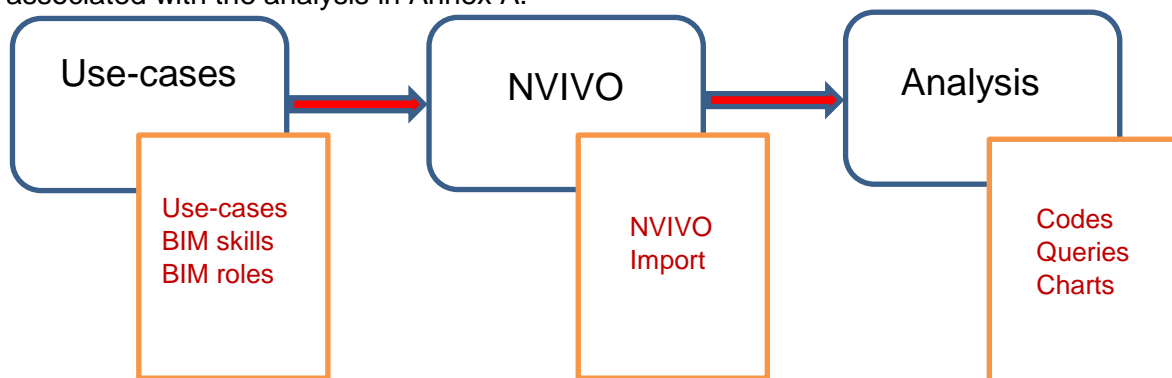 associated with the analysis in Annex A.
Use-cases
NVIVO
Analysis
Use-cases
BIM skills
BIM roles
NVIVO
Import
Codes
Queries
Charts